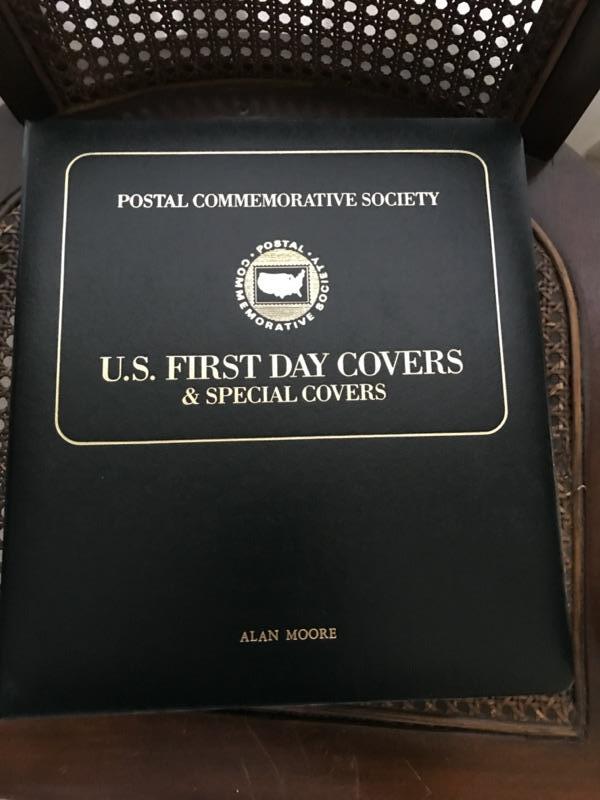 POSTAL COMMEMORATIVE SOCIETY
· POSTAL ·
COMMEMORATIVE SOCIETY
U.S. FIRST DAY COVERS
& SPECIAL COVERS
ALAN MOORE